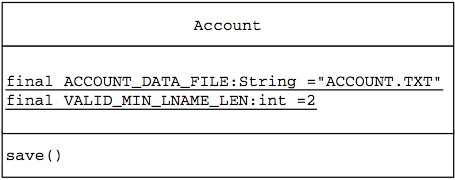 Account
final ACCOUNT_DATA_FILE:String ="ACCOUNT.TXT"
final VALID_MIN_LNAME_LEN:int =2
save()